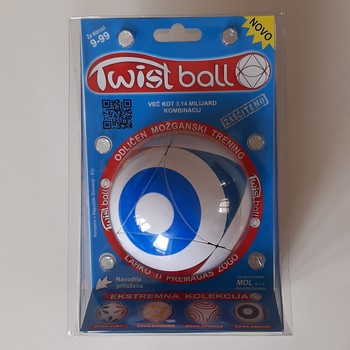 Za starost
9-99
NOVO
Twist ball
VEČ KOT 3,14 MILIJARD
KOMBINACIJ
ZAŠČITENO
ODLIČEN MOŽGANSKI TRENING
Twist ball
Twist ball
LAHKO TI PREMAGAŠ ŽOGO
Navodila
priložena
MOL
EKSTREMNA KOLEKCIJA